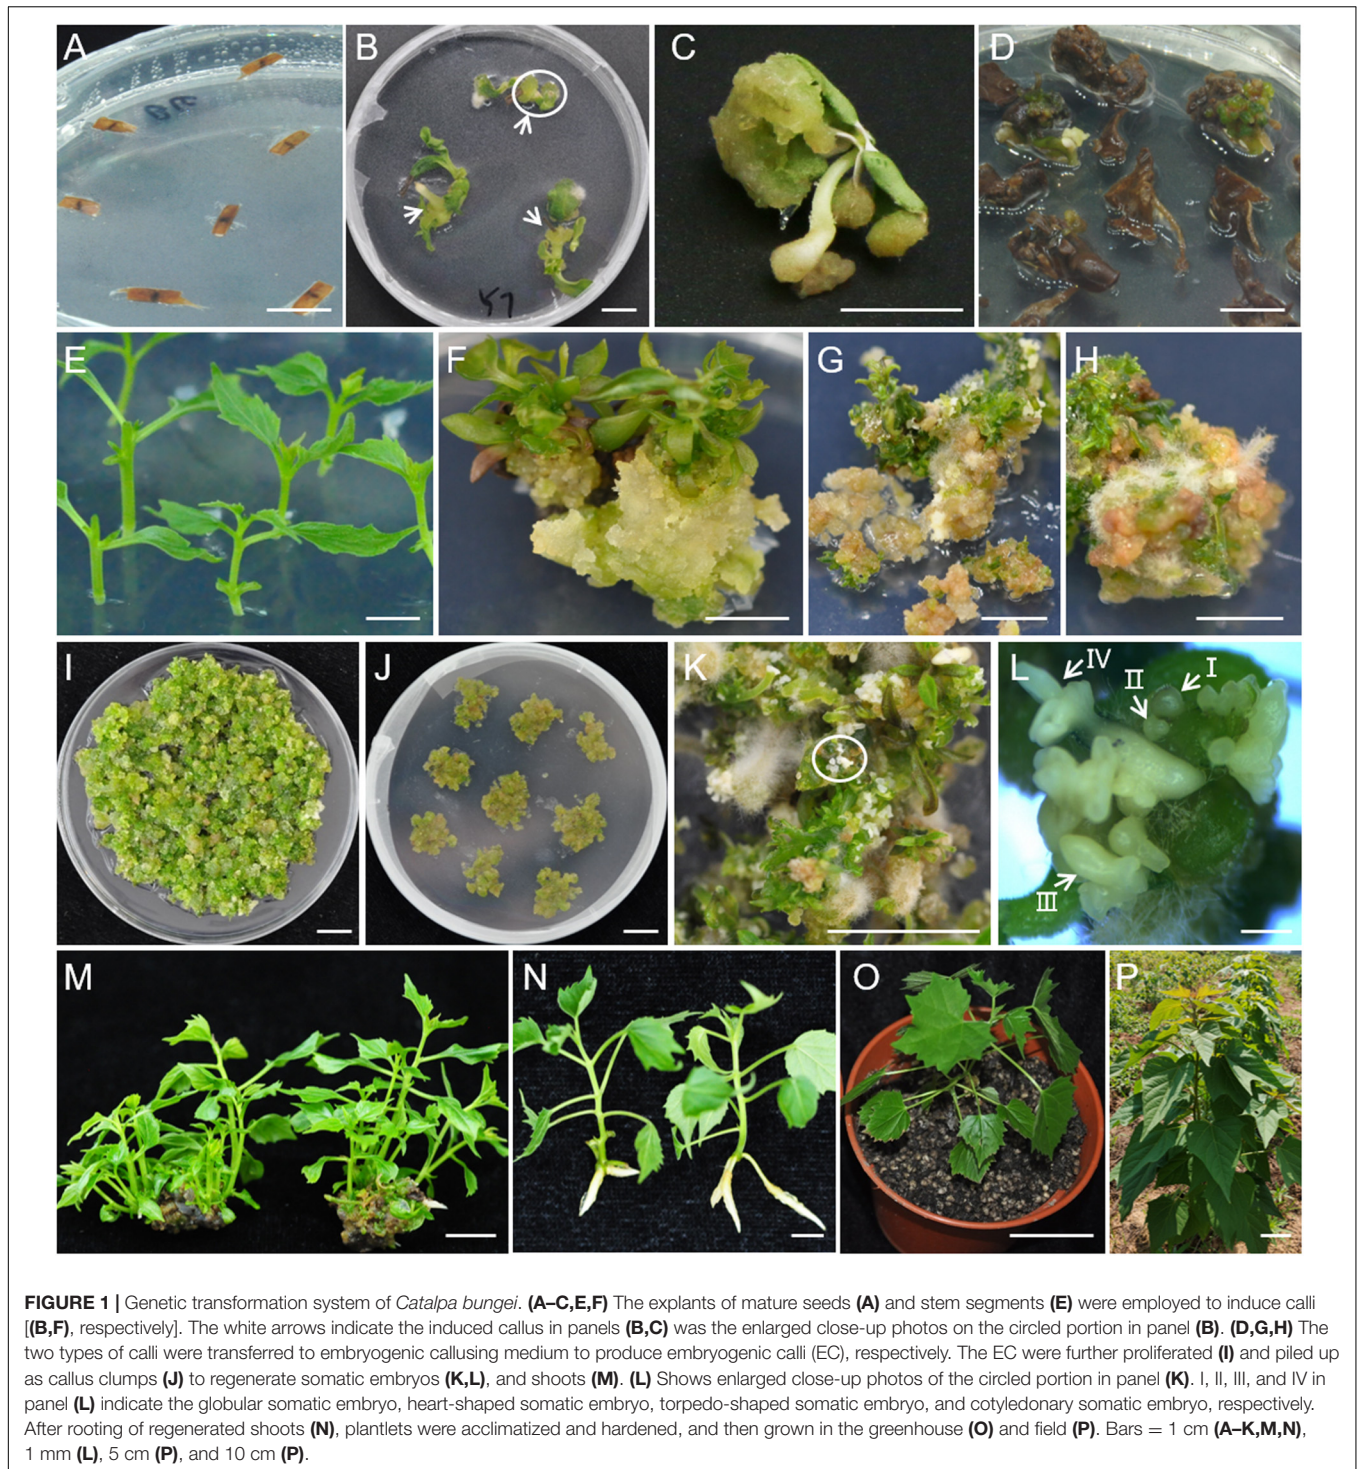 A
B
C
D
E
F
G
H
I
J
K
L
IV
II
I
III
M
N
O
P
FIGURE 1 | Genetic transformation system of Catalpa bungei. (A–C,E,F) The explants of mature seeds (A) and stem segments (E) were employed to induce calli
[(B,F), respectively]. The white arrows indicate the induced callus in panels (B,C) was the enlarged close-up photos on the circled portion in panel (B). (D,G,H) The
two types of calli were transferred to embryogenic callusing medium to produce embryogenic calli (EC), respectively. The EC were further proliferated (I) and piled up
as callus clumps (J) to regenerate somatic embryos (K,L), and shoots (M). (L) Shows enlarged close-up photos of the circled portion in panel (K). I, II, III, and IV in
panel (L) indicate the globular somatic embryo, heart-shaped somatic embryo, torpedo-shaped somatic embryo, and cotyledonary somatic embryo, respectively.
After rooting of regenerated shoots (N), plantlets were acclimatized and hardened, and then grown in the greenhouse (O) and field (P). Bars = 1 cm (A–K,M,N),
1 mm (L), 5 cm (P), and 10 cm (P).